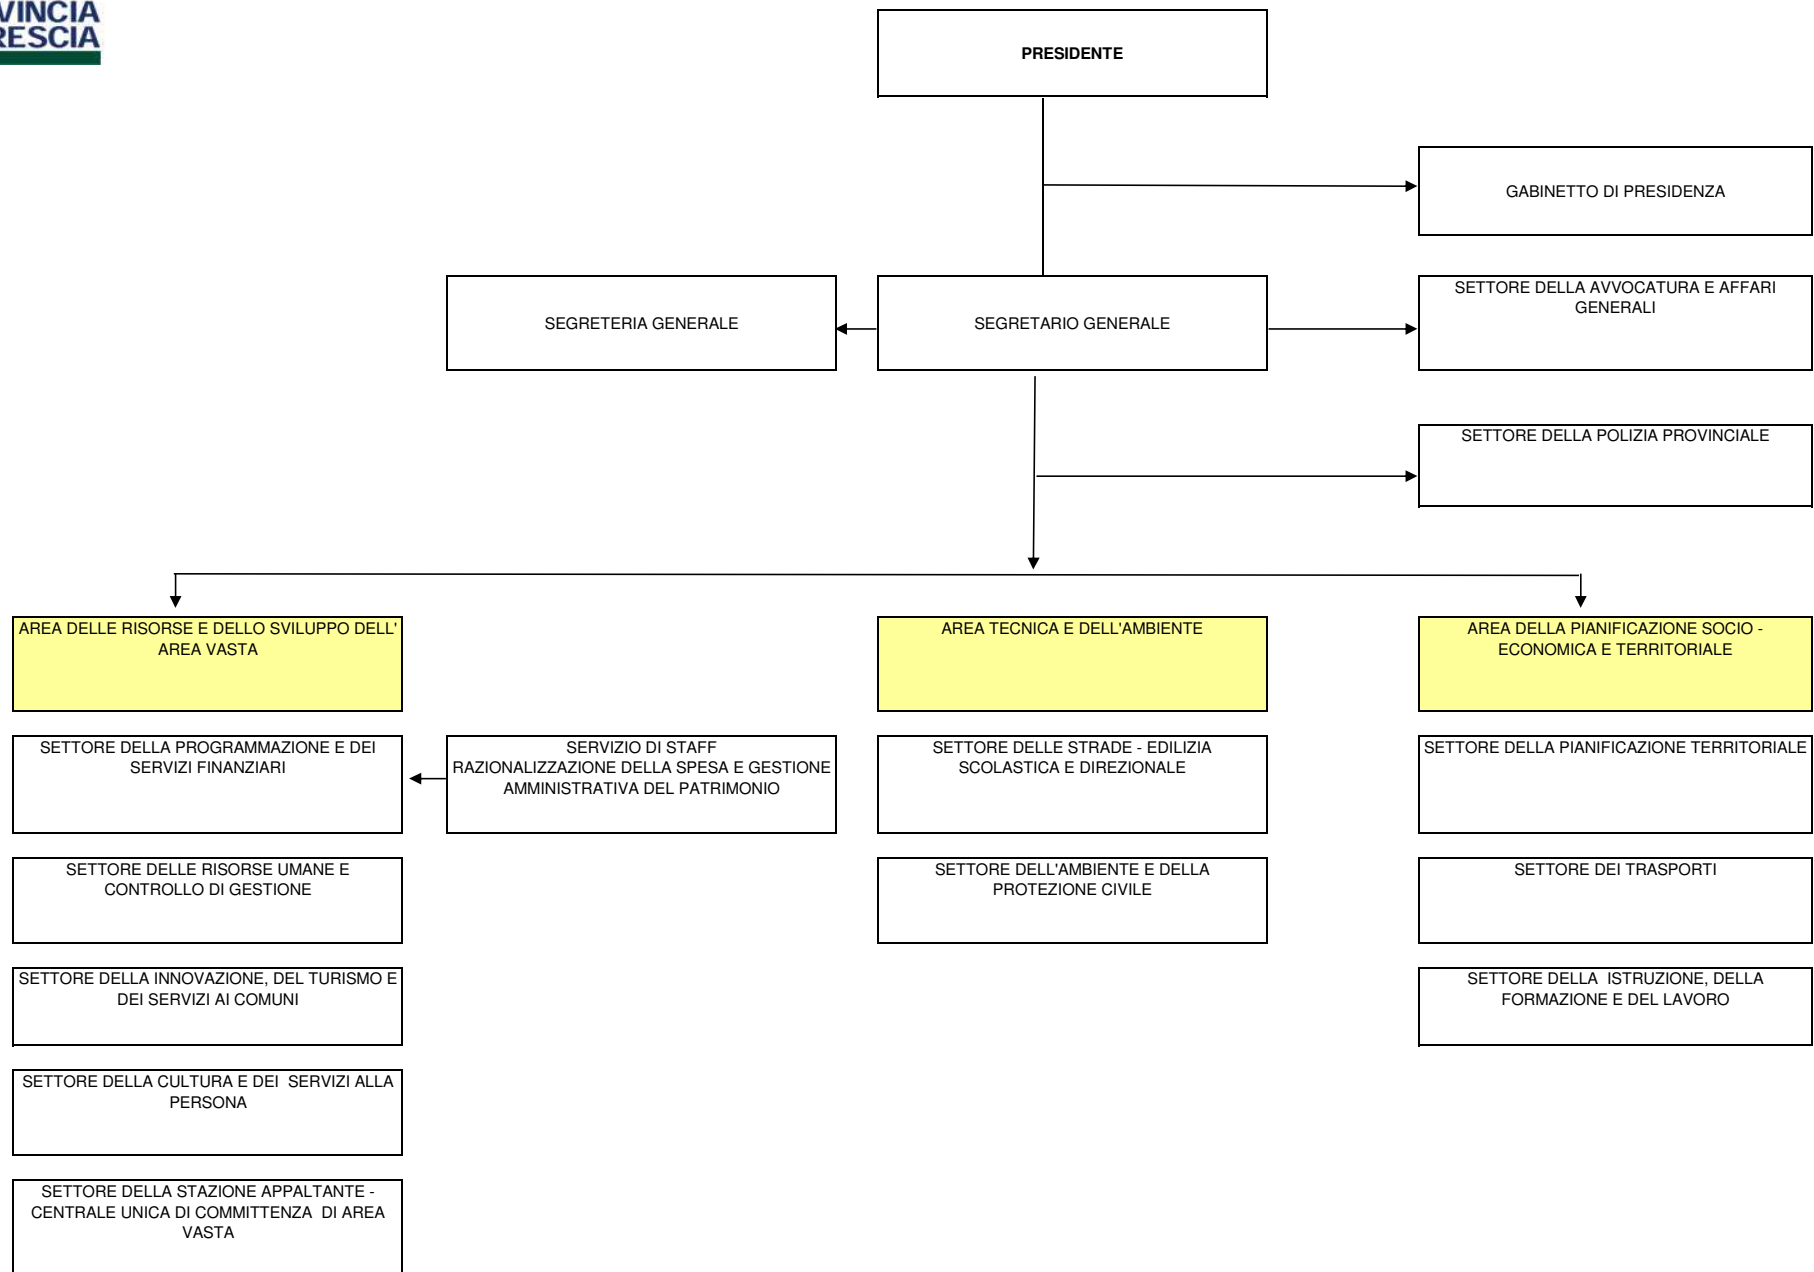 VINCIA
RESCIA
PRESIDENTE
GABINETTO DI PRESIDENZA
SEGRETERIA GENERALE
SEGRETARIO GENERALE
SETTORE DELLA AVVOCATURA E AFFARI
GENERALI
SETTORE DELLA POLIZIA PROVINCIALE
AREA DELLE RISORSE E DELLO SVILUPPO DELL'
AREA VASTA
AREA TECNICA E DELL'AMBIENTE
AREA DELLA PIANIFICAZIONE SOCIO -
ECONOMICA E TERRITORIALE
SETTORE DELLA PROGRAMMAZIONE E DEI
SERVIZI FINANZIARI
SERVIZIO DI STAFF
RAZIONALIZZAZIONE DELLA SPESA E GESTIONE
AMMINISTRATIVA DEL PATRIMONIO
SETTORE DELLE STRADE - EDILIZIA
SCOLASTICA E DIREZIONALE
SETTORE DELLA PIANIFICAZIONE TERRITORIALE
SETTORE DELLE RISORSE UMANE E
CONTROLLO DI GESTIONE
SETTORE DELL'AMBIENTE E DELLA
PROTEZIONE CIVILE
SETTORE DEI TRASPORTI
SETTORE DELLA INNOVAZIONE, DEL TURISMO E
DEI SERVIZI AI COMUNI
SETTORE DELLA  ISTRUZIONE, DELLA
FORMAZIONE E DEL LAVORO
SETTORE DELLA CULTURA E DEI  SERVIZI ALLA
PERSONA
SETTORE DELLA STAZIONE APPALTANTE -
CENTRALE UNICA DI COMMITTENZA  DI AREA
VASTA